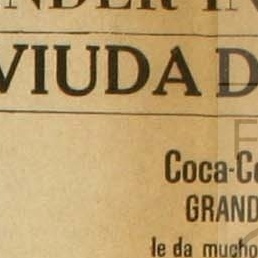 NDER IN
VIUDA D
Coca-Co
GRAND
le da mucho